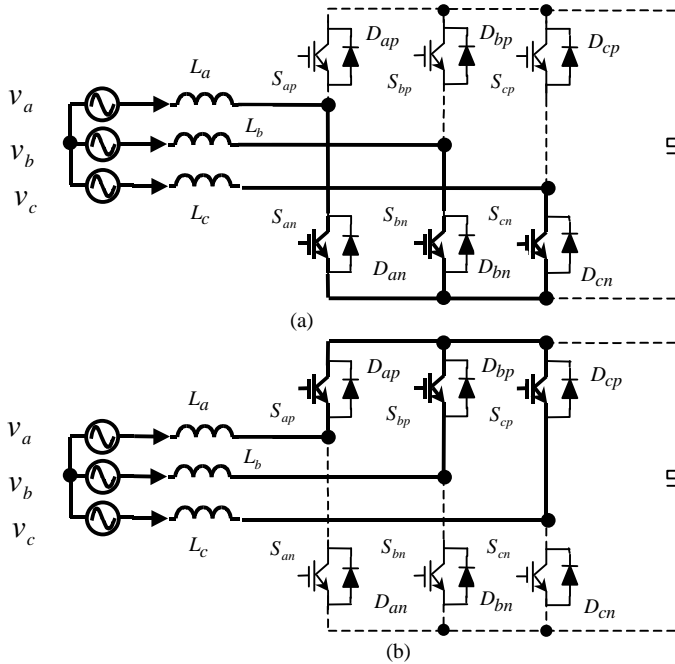 D_ap D_bp D_cp
S_ap S_bp S_cp
L_a
v_a
L_b
v_b
v_c
L_c
S_an S_bn S_cn
D_an D_bn D_cn
(a)
D_ap D_bp D_cp
L_a
S_ap S_bp S_cp
v_a
L_b
v_b
v_c
L_c
S_an S_bn S_cn
D_an D_bn D_cn
(b)